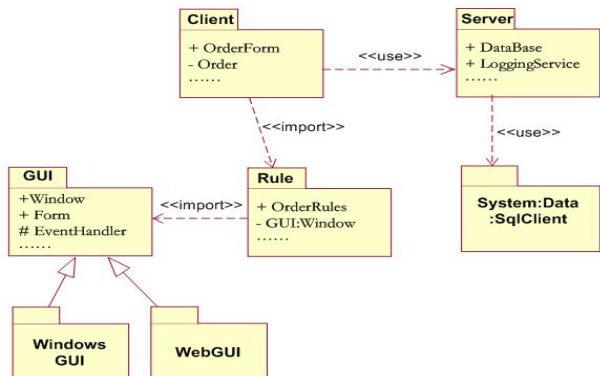 Client
+ OrderForm
- Order
......
<<use>>
Server
+ DataBase
+ LoggingService
......
<<import>>
<<use>>
GUI
+Window
+ Form
# EventHandler
......
<<import>>
Rule
+ OrderRules
- GUI:Window
......
System:Data
:SqlClient
Windows
GUI
WebGUI